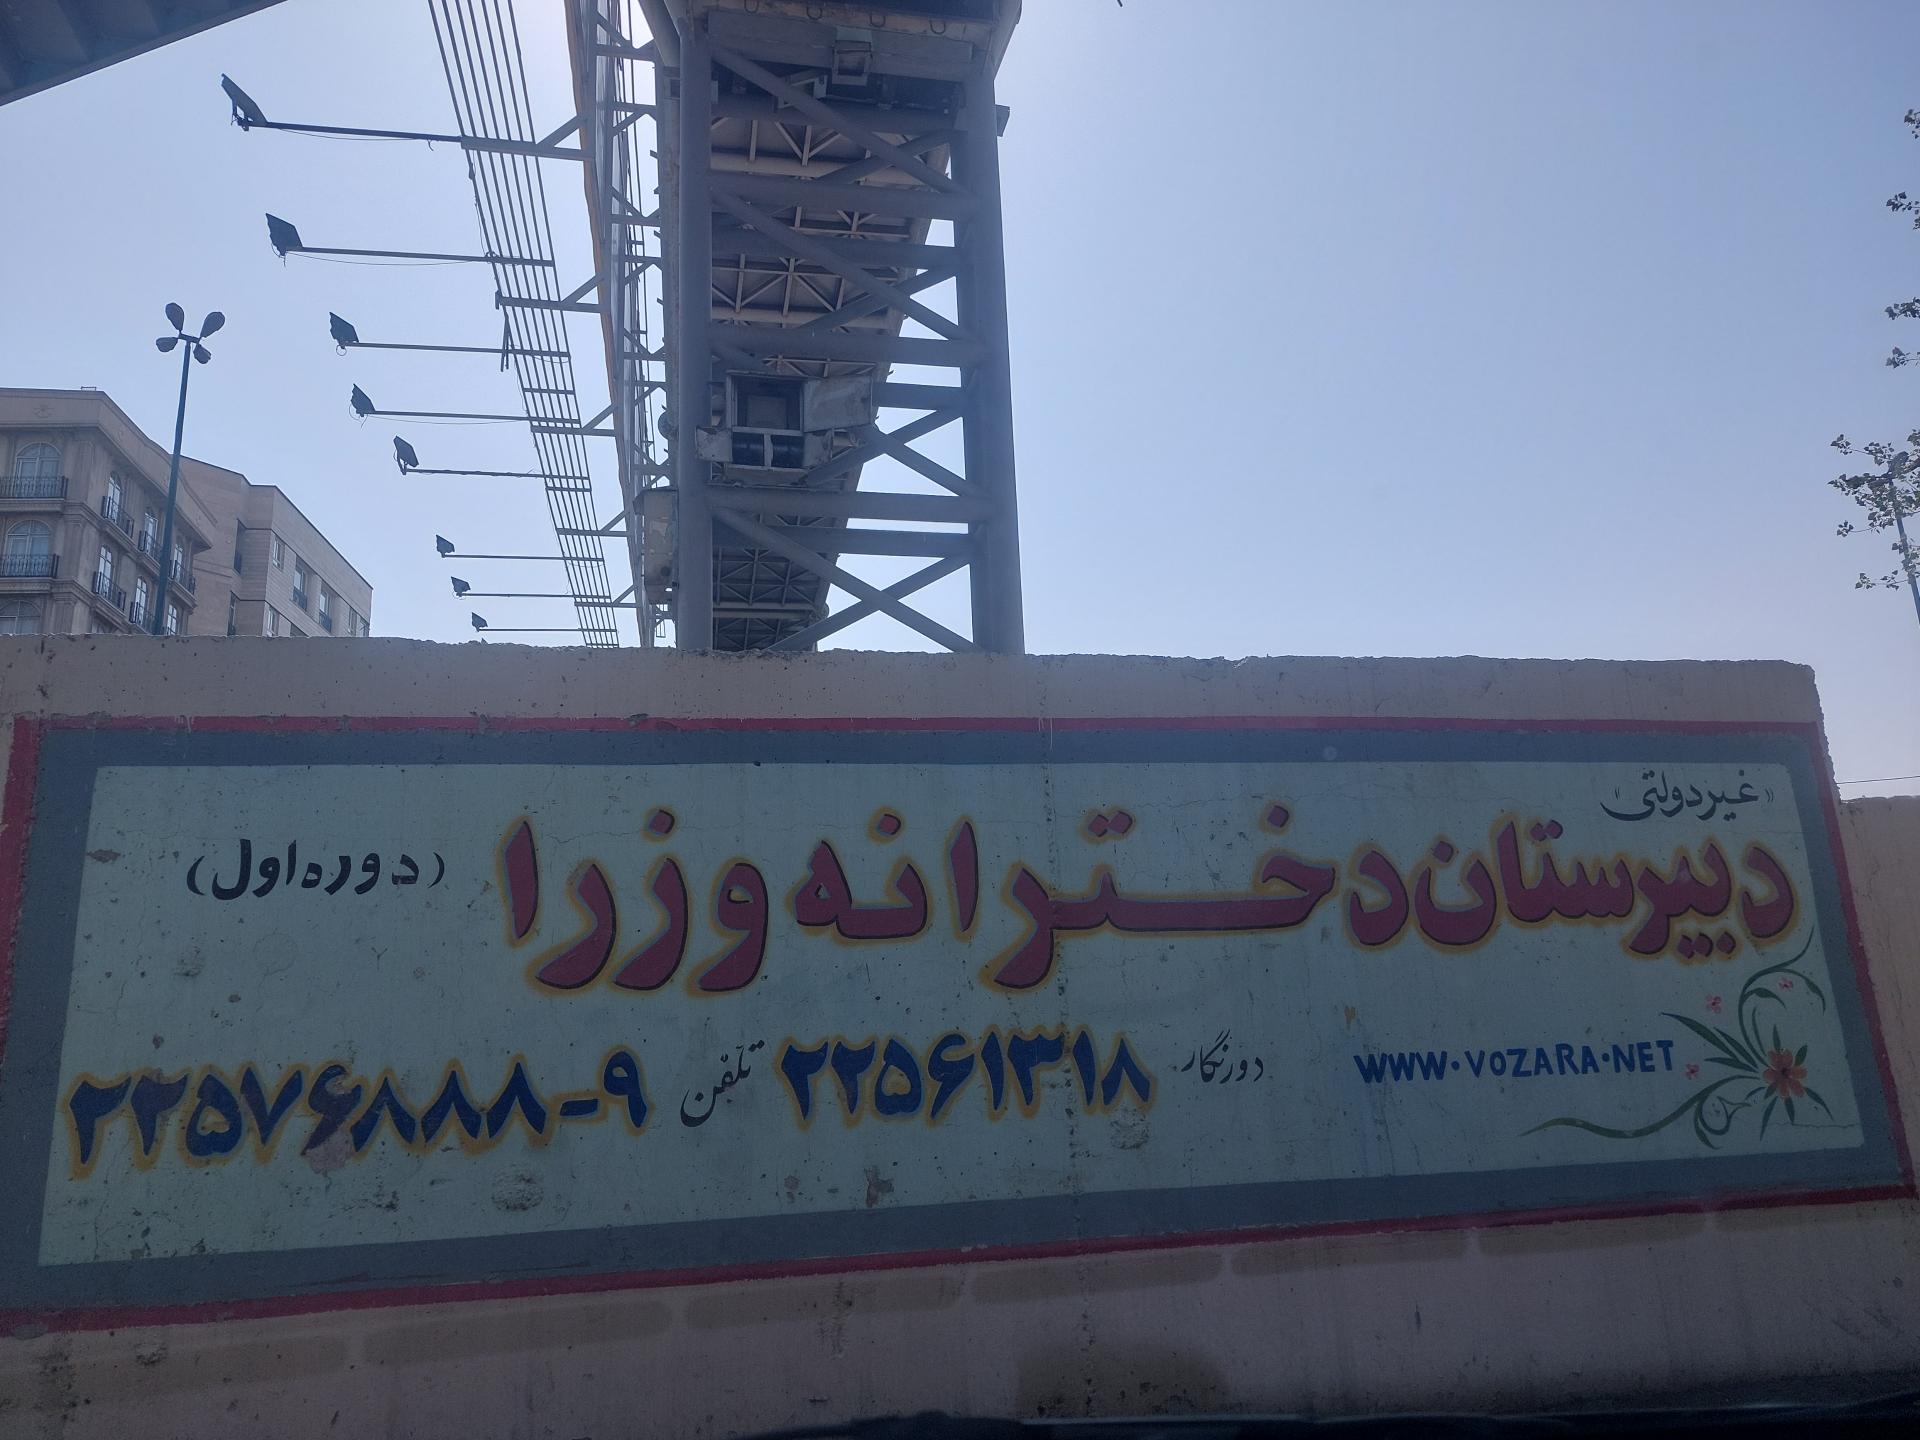 «غیردولتی»
دبیرستان دخترانه وزرا (دوره اول)
WWW.VOZARA.NET دورنگار ۲۲۵۶۱۳۱۸ تلفن ۲۲۵۷۶۸۸۸-۹